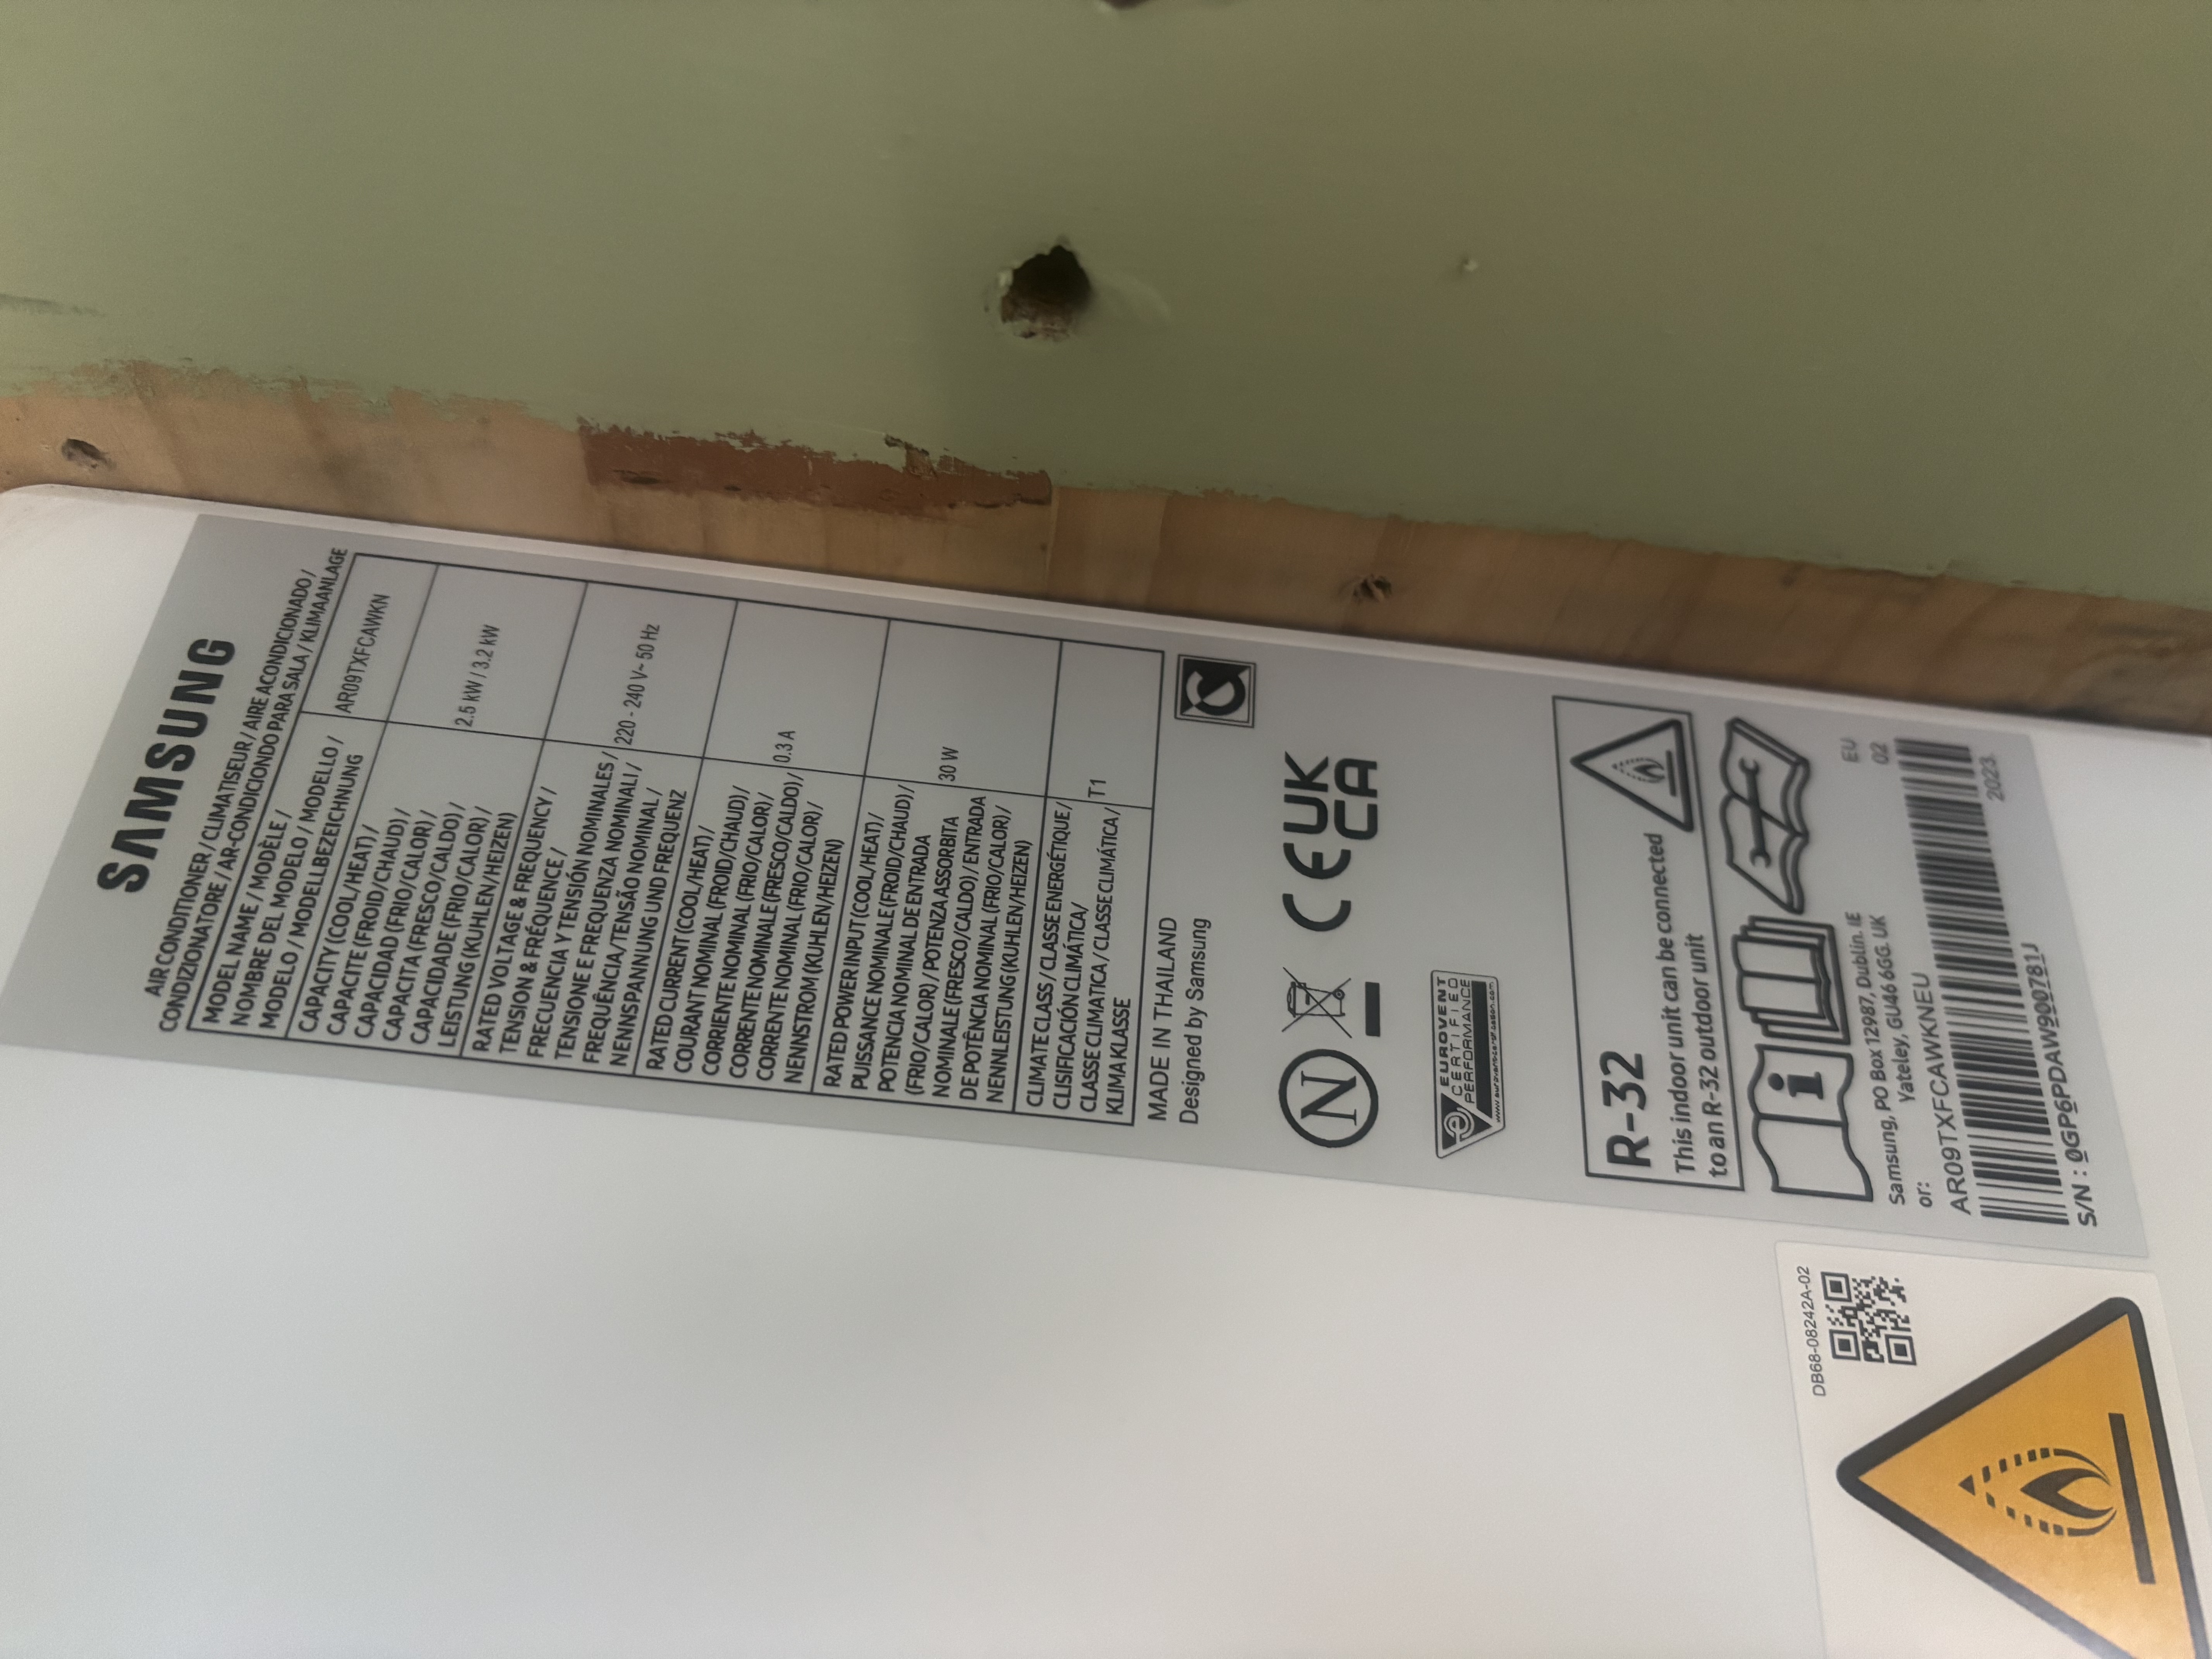 SAMSUNG
AIR CONDITIONER / CLIMATISEUR / AIRE ACONDICIONADO /
CONDIZIONATORE / AR-CONDICIONDO PARA SALA / KLIMAANLAGE
MODEL NAME / MODÈLE /
NOMBRE DEL MODELO / MODELLO /
MODELO / MODELLBEZEICHNUNG
AR09TXFCAWKN
CAPACITY (COOL/HEAT) /
CAPACITE (FROID/CHAUD) /
CAPACIDAD (FRIO/CALOR) /
CAPACITA (FRESCO/CALDO) /
CAPACIDADE (FRIO/CALOR) /
LEISTUNG (KUHLEN/HEIZEN)
2.5 kW / 3.2 kW
RATED VOLTAGE & FREQUENCY /
TENSION & FRÉQUENCE /
FRECUENCIA Y TENSIÓN NOMINALES /
TENSIONE E FREQUENZA NOMINALI /
FREQUÊNCIA/TENSÃO NOMINAL /
NENNSPANNUNG UND FREQUENZ
220 - 240 V~ 50 Hz
RATED CURRENT (COOL/HEAT) /
COURANT NOMINAL (FROID/CHAUD) /
CORRIENTE NOMINAL (FRIO/CALOR) /
CORRENTE NOMINALE (FRESCO/CALDO) /
CORRENTE NOMINAL (FRIO/CALOR) /
NENNSTROM (KUHLEN/HEIZEN)
0.3 A
RATED POWER INPUT (COOL/HEAT) /
PUISSANCE NOMINALE (FROID/CHAUD) /
POTENCIA NOMINAL DE ENTRADA
(FRIO/CALOR) / POTENZA ASSORBITA
NOMINALE (FRESCO/CALDO) / ENTRADA
DE POTÊNCIA NOMINAL (FRIO/CALOR) /
NENNLEISTUNG (KUHLEN/HEIZEN)
30 W
CLIMATE CLASS / CLASSE ENERGÉTIQUE /
CLISIFICACIÓN CLIMÁTICA/
CLASSE CLIMATICA / CLASSE CLIMÁTICA /
KLIMA KLASSE
T1
MADE IN THAILAND
Designed by Samsung
N
CE UK
CA
EUROVENT
CERTIFIED
PERFORMANCE
www.eurovent-certification.com
R-32
This indoor unit can be connected
to an R-32 outdoor unit
i
Samsung, PO Box 12987, Dublin. IE
or: Yateley, GU46 6GG. UK
EU
02
AR09TXFCAWKNEU
2023.
S/N : 0GP6PDAW900781J
DB68-08242A-02